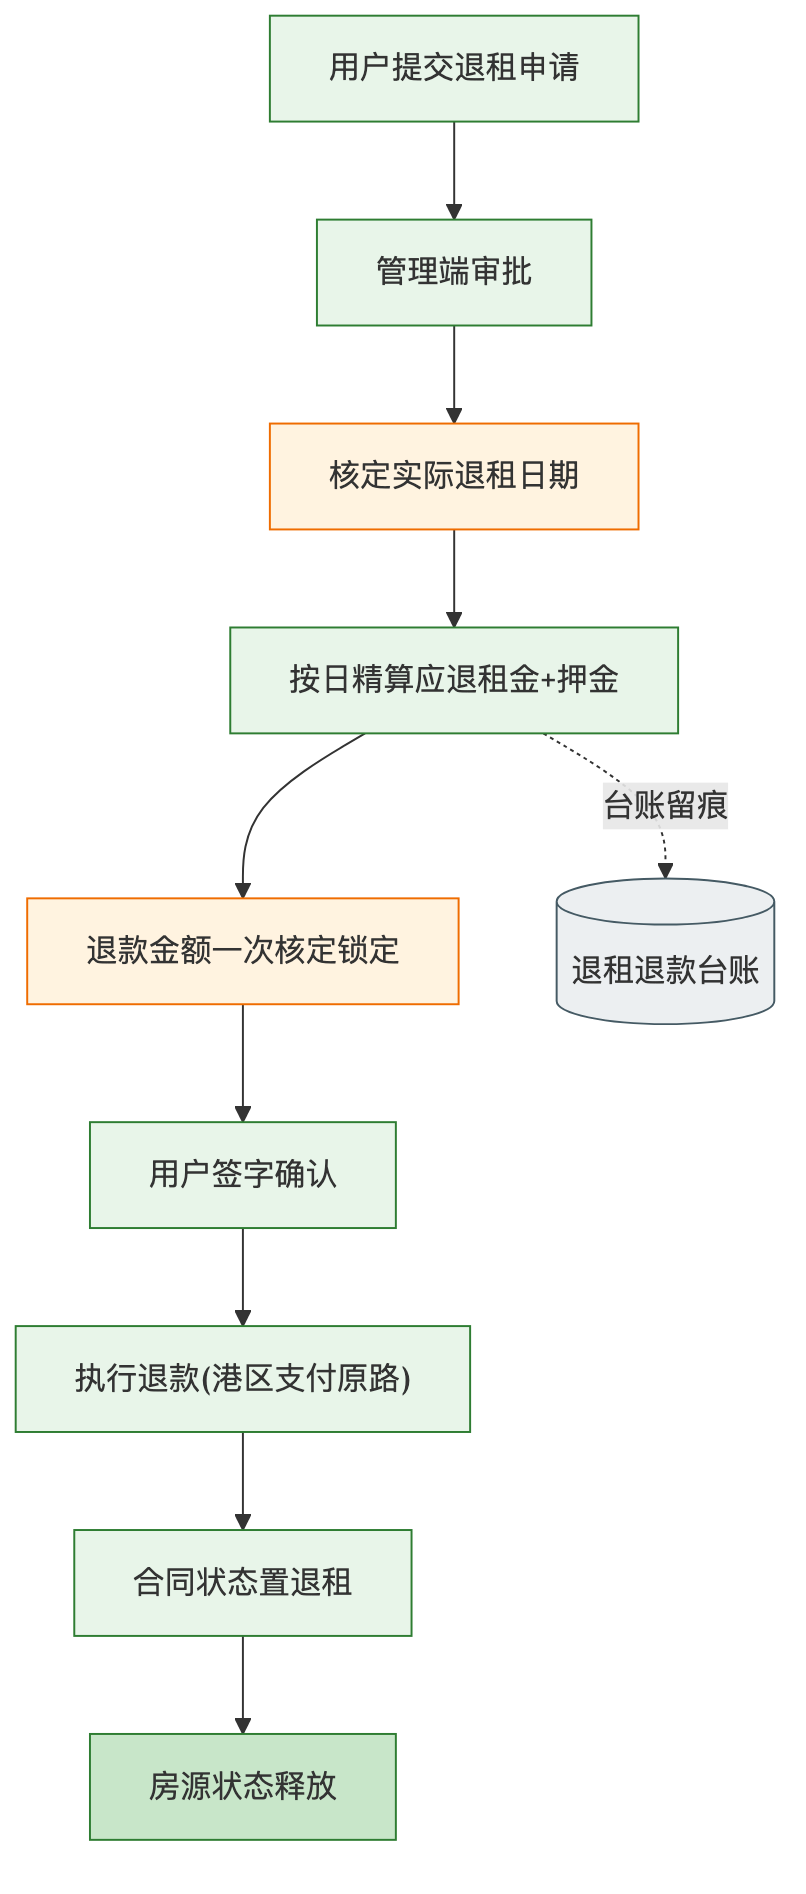 用户提交退租申请
管理端审批
核定实际退租日期
按日精算应退租金+押金
台账留痕
退款金额一次核定锁定
退租退款台账
用户签字确认
执行退款(港区支付原路)
合同状态置退租
房源状态释放